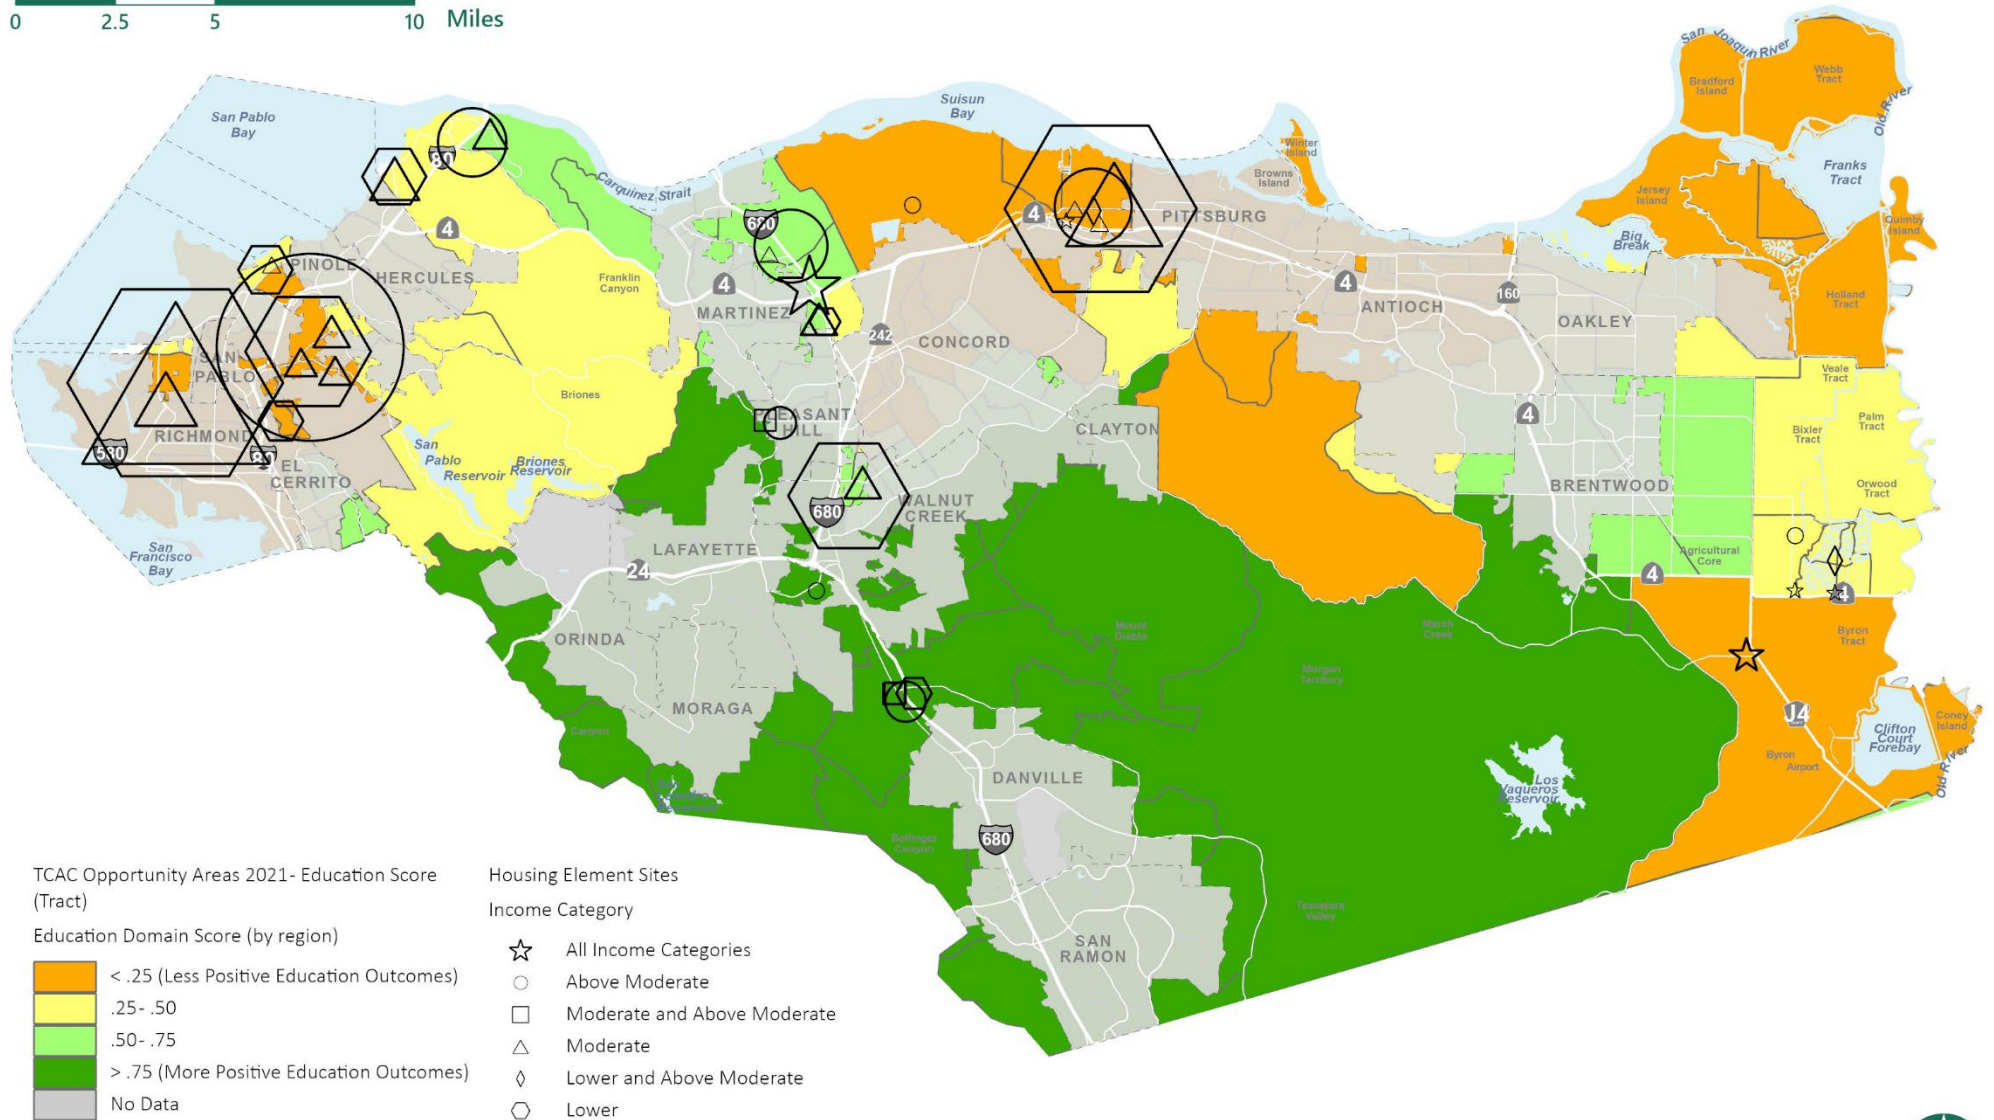 0 2.5 5 10 Miles
San Pablo
Bay
Suisun
Bay
San Joaquin River
Bradford
Island
Webb
Tract
Old River
Franks
Tract
Winter
Island
Browns
Island
Jersey
Island
Quimby
Island
Big
Break
Holland
Tract
Carquinez Strait
80
4
680
4
PITTSBURG
PINOLE
HERCULES
Franklin
Canyon
4
MARTINEZ
242
CONCORD
4
ANTIOCH
160
OAKLEY
SAN
PABLO
Briones
Veale
Tract
Palm
Tract
Bixler
Tract
RICHMOND
580
80
EL
CERRITO
San
Pablo
Reservoir
Briones
Reservoir
PLEASANT
HILL
CLAYTON
4
Orwood
Tract
BRENTWOOD
680
WALNUT
CREEK
San
Francisco
Bay
LAFAYETTE
24
Agricultural
Core
4
4
ORINDA
Mount
Diablo
Marsh
Creek
Byron
Tract
Morgan
Territory
MORAGA
Canyon
J4
Clifton
Court
Forebay
Coney
Island
Old River
Byron
Airport
DANVILLE
Los
Vaqueros
Reservoir
680
Bollinger
Canyon
Tassajara
Valley
SAN
RAMON
TCAC Opportunity Areas 2021- Education Score
(Tract)
Education Domain Score (by region)
< .25 (Less Positive Education Outcomes)
.25- .50
.50- .75
> .75 (More Positive Education Outcomes)
No Data
Housing Element Sites
Income Category
All Income Categories
Above Moderate
Moderate and Above Moderate
Moderate
Lower and Above Moderate
Lower